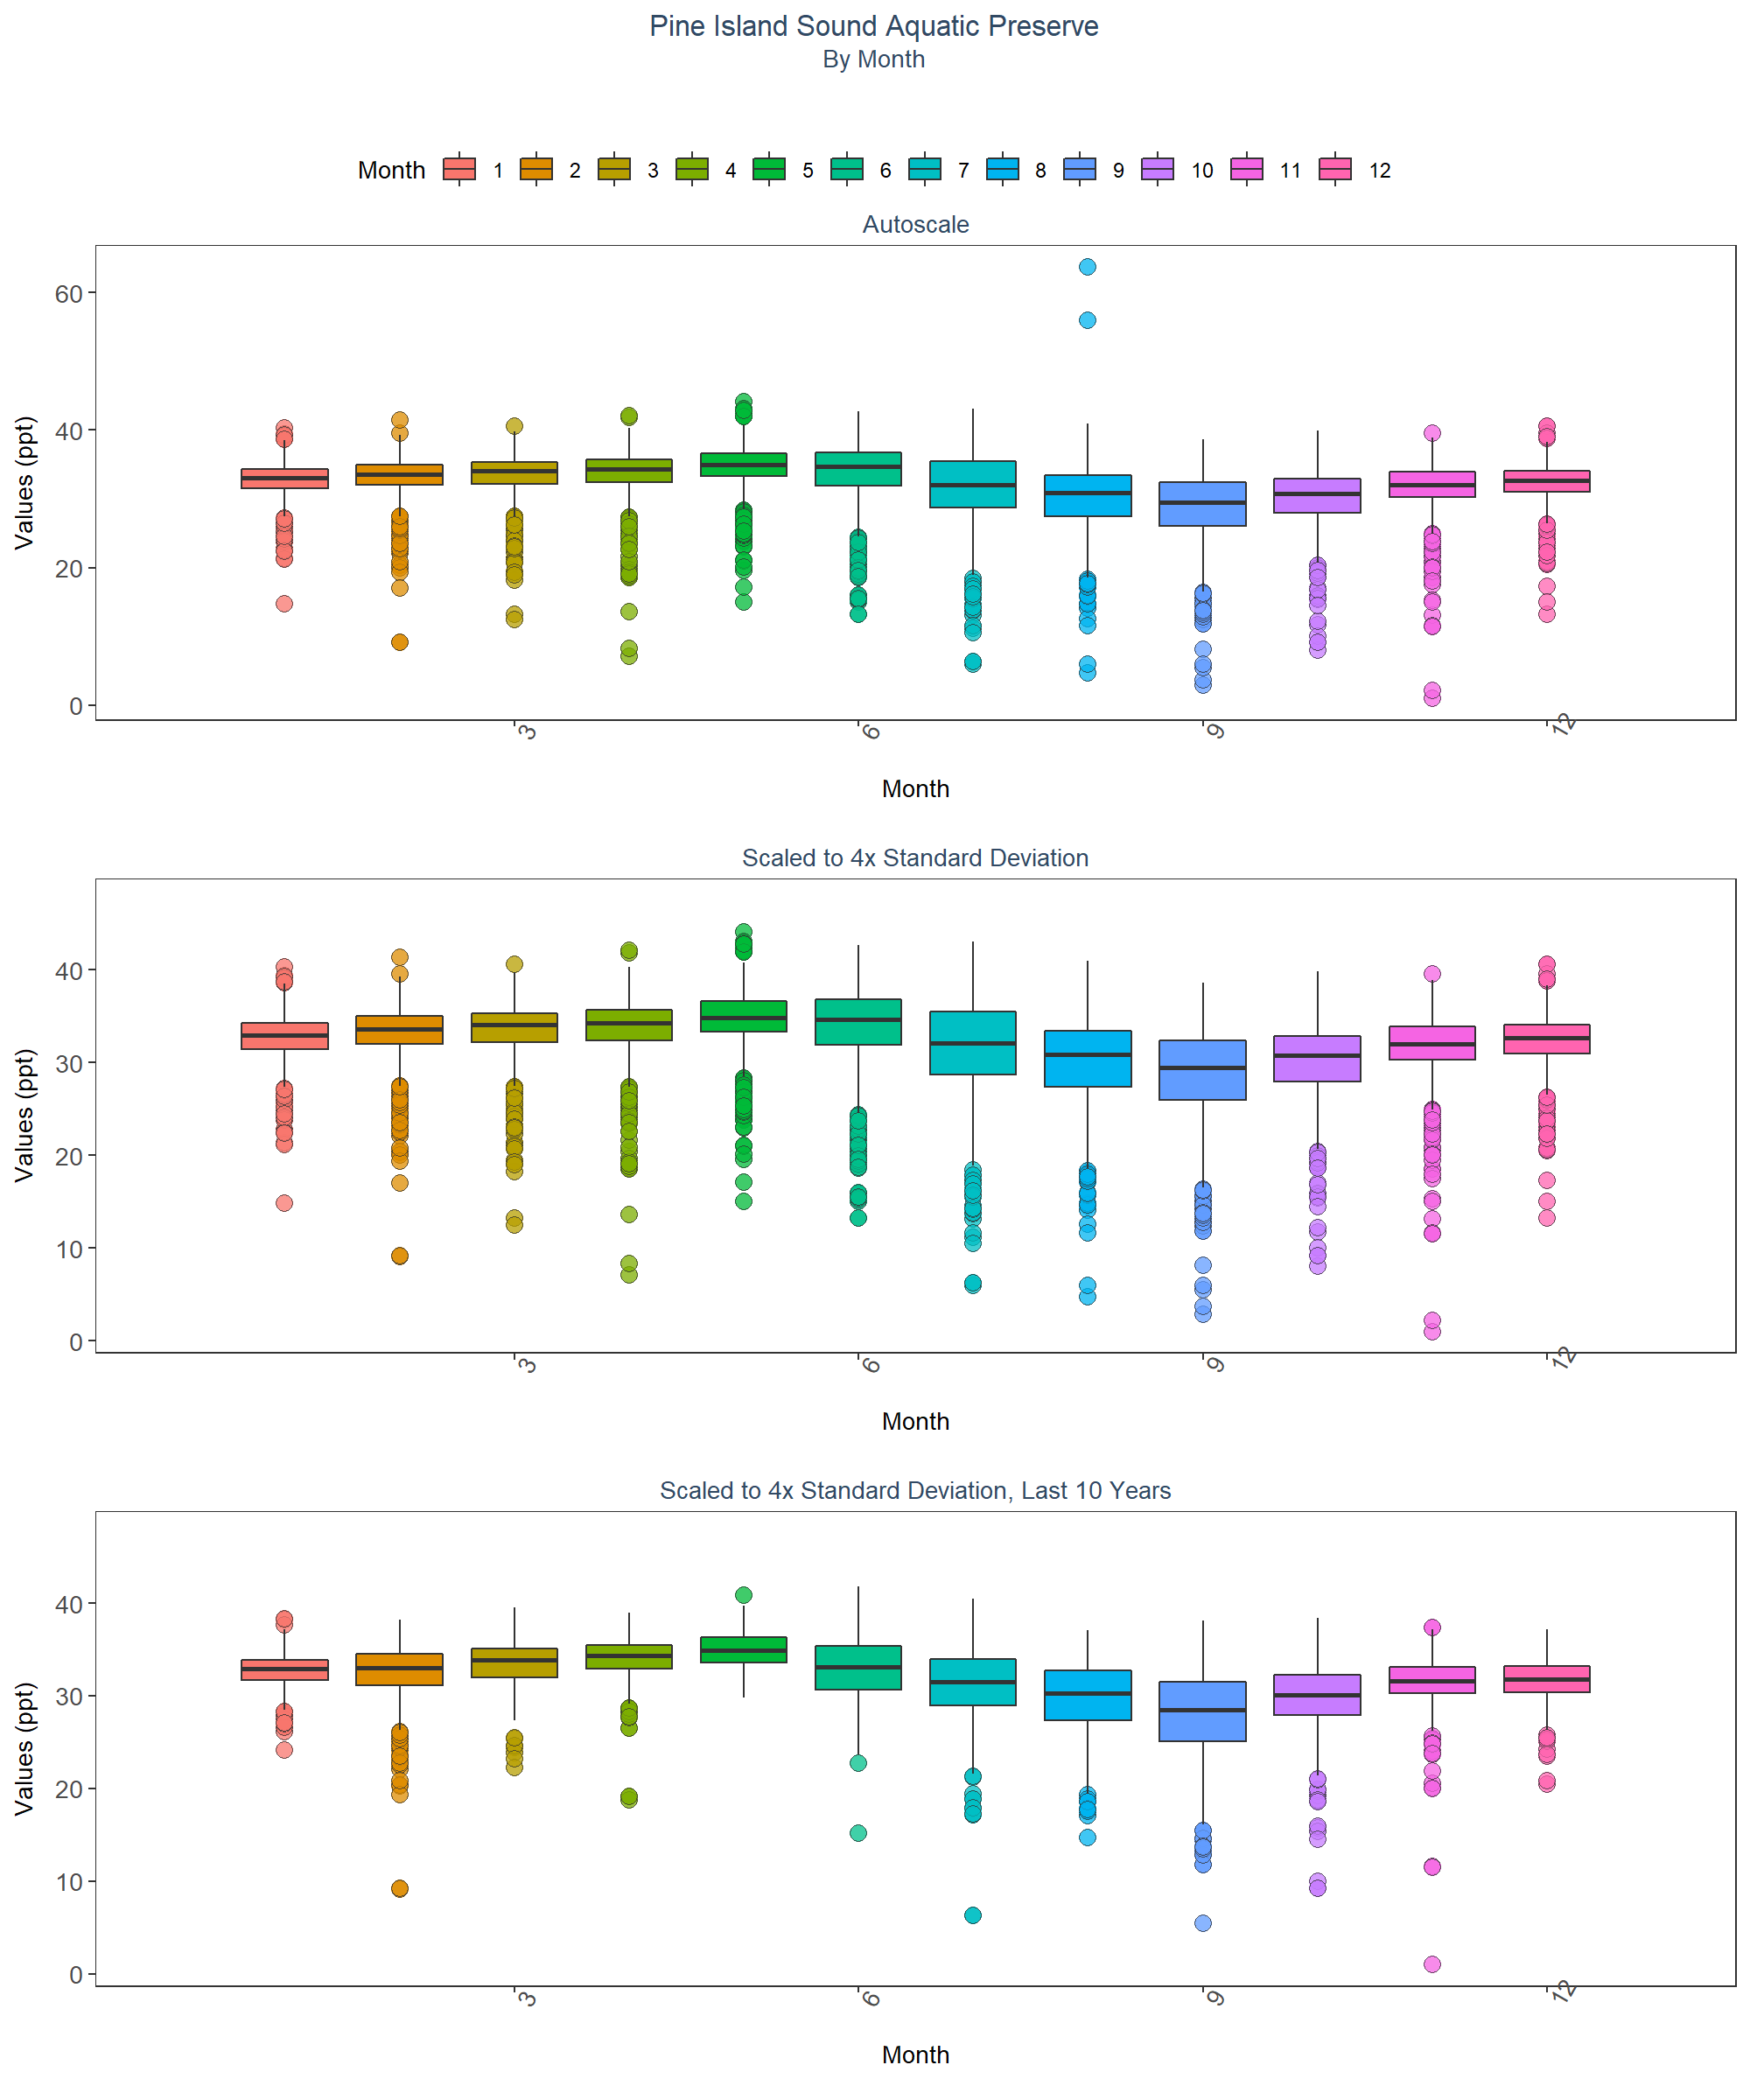 Pine Island Sound Aquatic Preserve
By Month
Month 1 2 3 4 5 6 7 8 9 10 11 12
Autoscale
Values (ppt)
60
40
20
0
3 6 9 12
Month
Scaled to 4x Standard Deviation
Values (ppt)
40
30
20
10
0
3 6 9 12
Month
Scaled to 4x Standard Deviation, Last 10 Years
Values (ppt)
40
30
20
10
0
3 6 9 12
Month